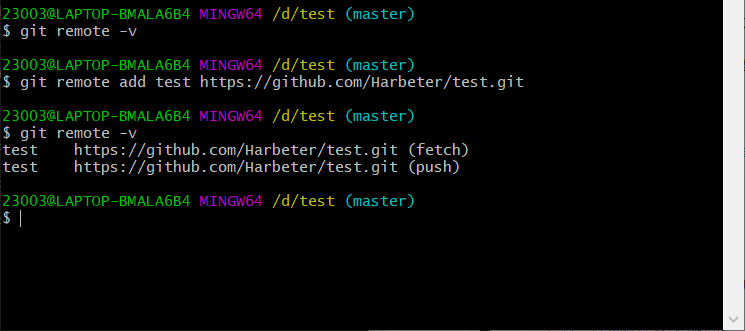 23003@LAPTOP-BMALA6B4 MINGW64 /d/test (master)
$ git remote -v
23003@LAPTOP-BMALA6B4 MINGW64 /d/test (master)
$ git remote add test https://github.com/Harbeter/test.git
23003@LAPTOP-BMALA6B4 MINGW64 /d/test (master)
$ git remote -v
test    https://github.com/Harbeter/test.git (fetch)
test    https://github.com/Harbeter/test.git (push)
23003@LAPTOP-BMALA6B4 MINGW64 /d/test (master)
$